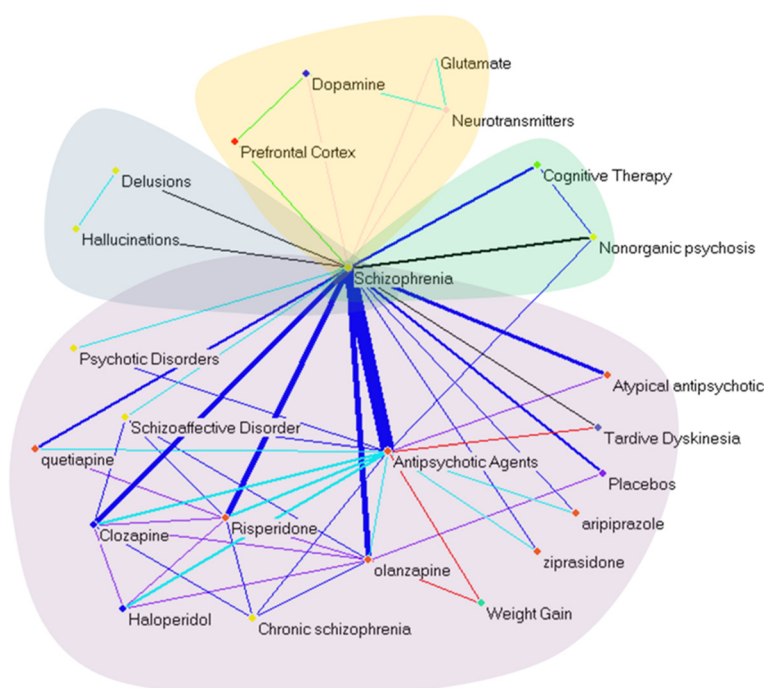 Glutamate
Dopamine
Neurotransmitters
Prefrontal Cortex
Cognitive Therapy
Delusions
Hallucinations
Nonorganic psychosis
Schizophrenia
Psychotic Disorders
Atypical antipsychotic
Schizoaffective Disorder
Tardive Dyskinesia
quetiapine
Antipsychotic Agents
Placebos
aripiprazole
Clozapine
Risperidone
ziprasidone
olanzapine
Haloperidol
Chronic schizophrenia
Weight Gain